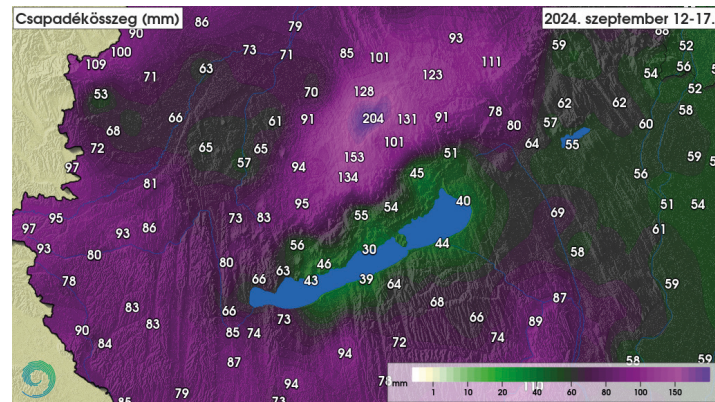 Csapadékösszeg (mm)
2024. szeptember 12-17.
86 79
90 93 88
100 73 71 85 101 59 52
109 63 123 111 56
71 54
53 70 128 52
62 62 58
66 61 91 204 131 91 78 80 57 60
68
72 65 65 101 64 55
57 153 51 59
97 94 134 45 56
81
95 54 40 51 54
97 95 73 83 55 69
93 86 61
93 56 30 44 58
80 80 63 46
78 66 43 39 64 59
83 66 68 87
83 73 66 89
90 85 74
84 72 74
87 94 58 59
94 78
79 73
85
mm 1 10 20 40 60 80 100 150